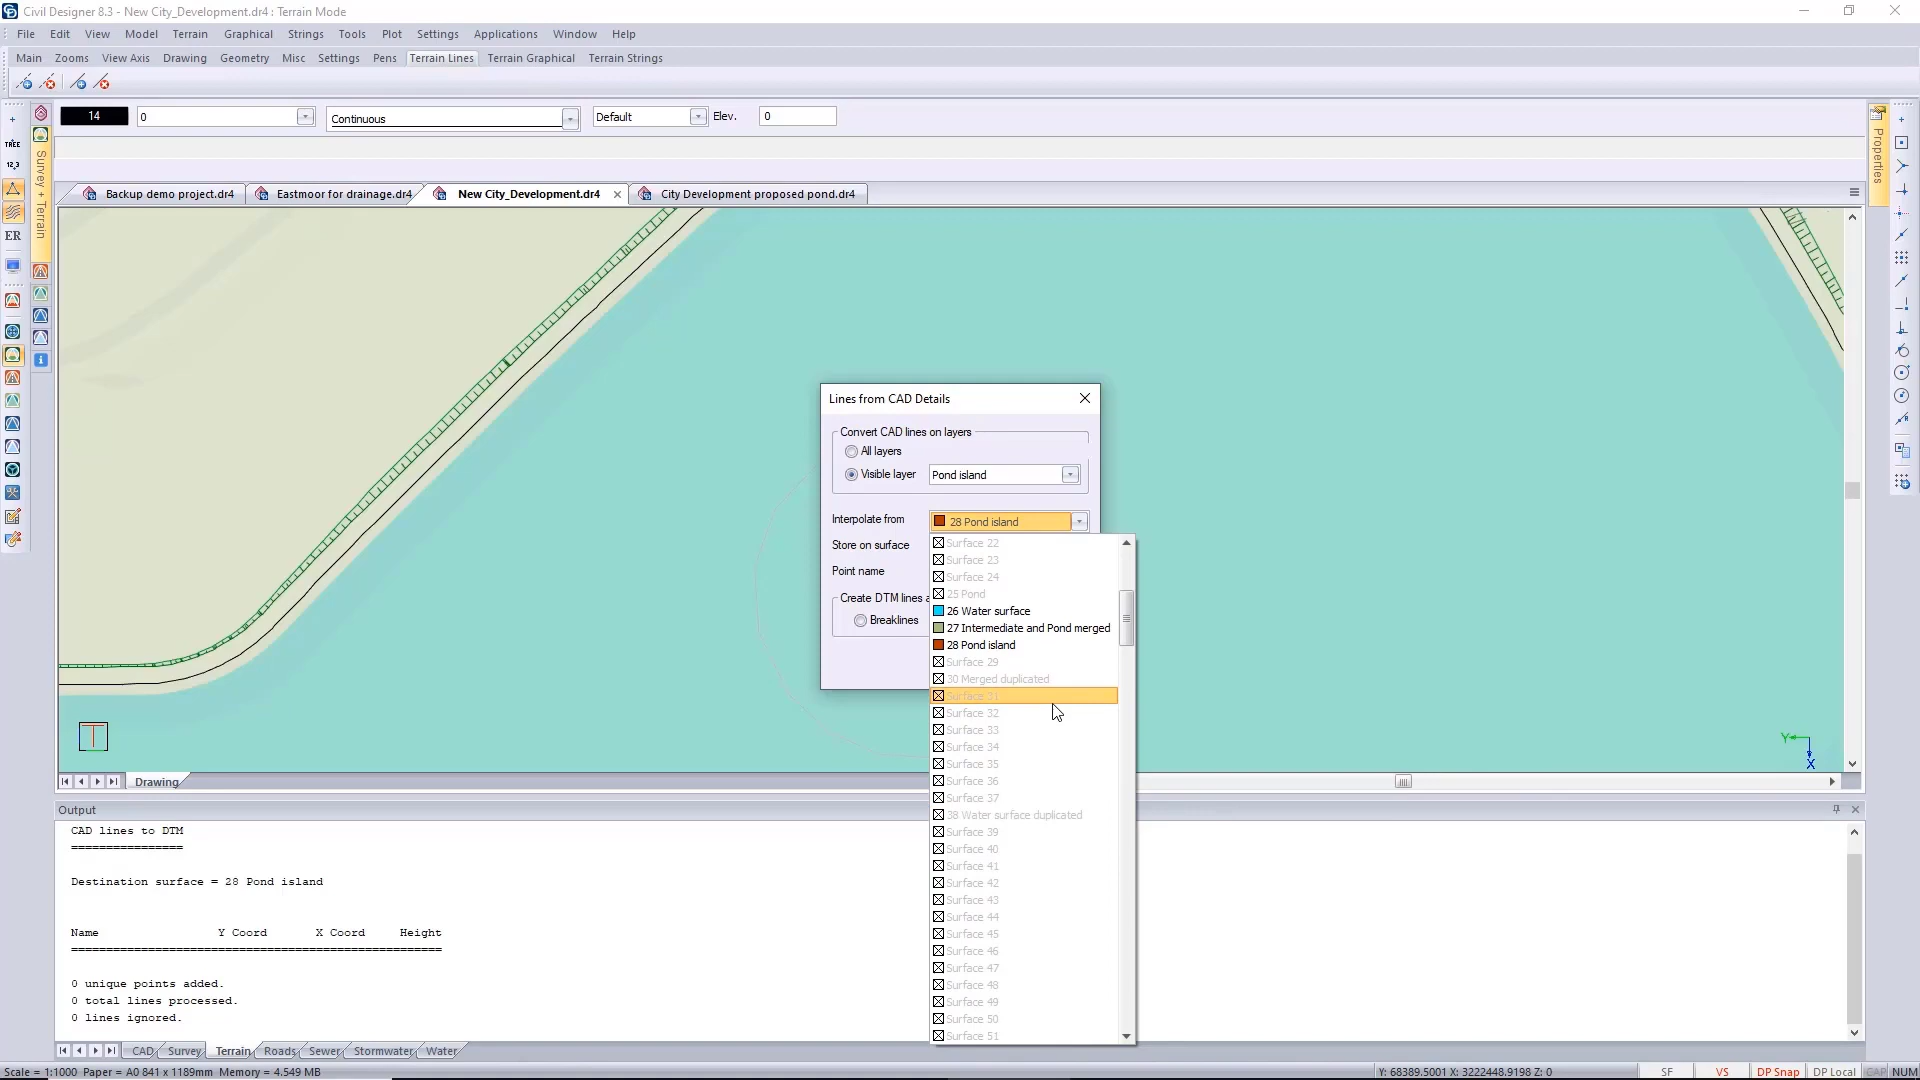 Civil Designer 8.3 - New City_Development.dr4 : Terrain Mode
File Edit View Model Terrain Graphical Strings Tools Plot Settings Applications Window Help
Main Zooms View Axis Drawing Geometry Misc Settings Pens Terrain Lines Terrain Graphical Terrain Strings
14 0 Continuous Default Elev. 0
TREE
12,3
ER
Survey + Terrain
Properties
Backup demo project.dr4 Eastmoor for drainage.dr4 New City_Development.dr4 City Development proposed pond.dr4
Lines from CAD Details
Convert CAD lines on layers
All layers
Visible layer Pond island
Interpolate from 28 Pond island
Store on surface
Point name
Create DTM lines a
Breaklines
Surface 22
Surface 23
Surface 24
25 Pond
26 Water surface
27 Intermediate and Pond merged
28 Pond island
Surface 29
30 Merged duplicated
Surface 31
Surface 32
Surface 33
Surface 34
Surface 35
Surface 36
Surface 37
38 Water surface duplicated
Surface 39
Surface 40
Surface 41
Surface 42
Surface 43
Surface 44
Surface 45
Surface 46
Surface 47
Surface 48
Surface 49
Surface 50
Surface 51
T
Y
X
Drawing
Output
CAD lines to DTM
================
Destination surface = 28 Pond island
Name Y Coord X Coord Height
=====================================================
0 unique points added.
0 total lines processed.
0 lines ignored.
CAD Survey Terrain Roads Sewer Stormwater Water
Scale = 1:1000 Paper = A0 841 x 1189mm Memory = 4.549 MB
Y: 68389.5001 X: 3222448.9198 Z: 0 SF VS DP Snap DP Local CAP NUM